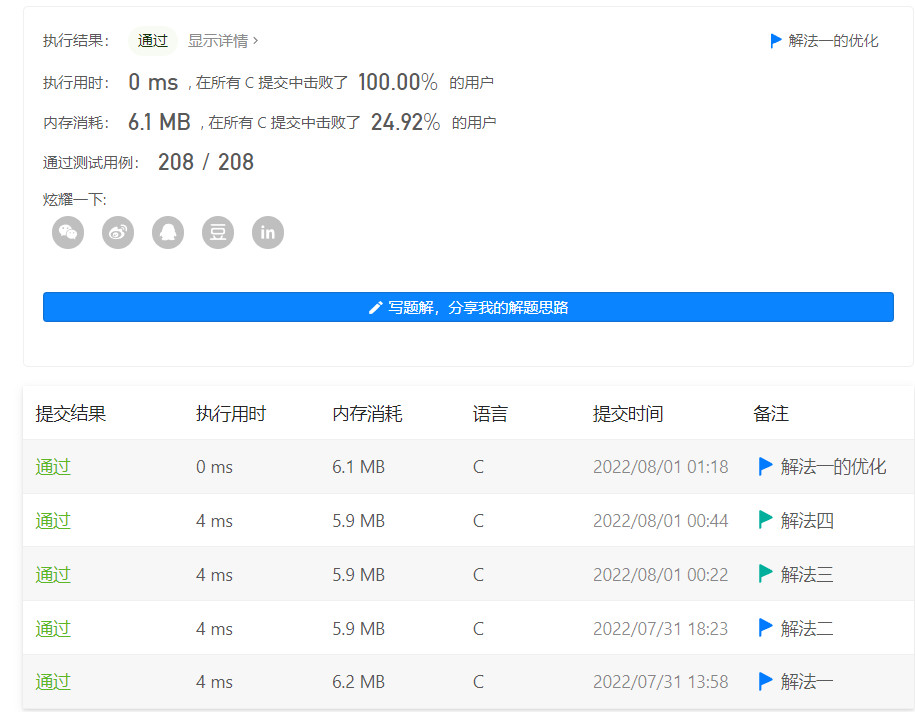 执行结果： 通过 显示详情 › 解法一的优化
执行用时： 0 ms , 在所有 C 提交中击败了 100.00% 的用户
内存消耗： 6.1 MB , 在所有 C 提交中击败了 24.92% 的用户
通过测试用例： 208 / 208
炫耀一下:
豆 in
写题解，分享我的解题思路
提交结果 执行用时 内存消耗 语言 提交时间 备注
通过 0 ms 6.1 MB C 2022/08/01 01:18 解法一的优化
通过 4 ms 5.9 MB C 2022/08/01 00:44 解法四
通过 4 ms 5.9 MB C 2022/08/01 00:22 解法三
通过 4 ms 5.9 MB C 2022/07/31 18:23 解法二
通过 4 ms 6.2 MB C 2022/07/31 13:58 解法一